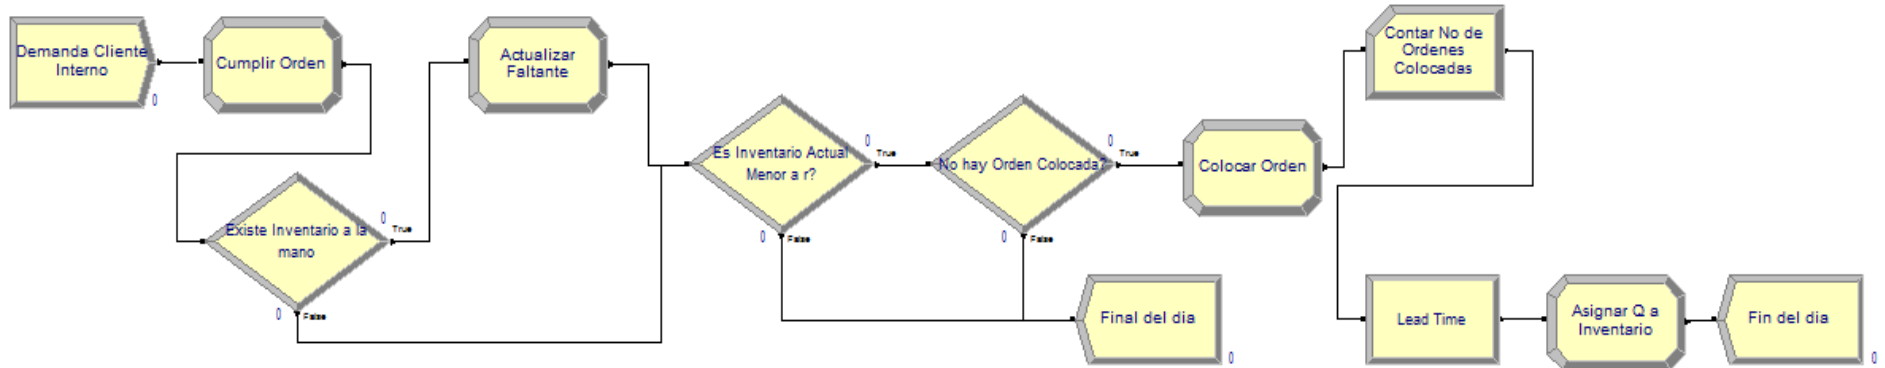 Demanda Cliente
Interno
0
Cumplir Orden
Existe Inventario a la
mano
0
True
0
False
Actualizar
Faltante
Es Inventario Actual
Menor a r?
0
True
0
False
No hay Orden Colocada?
0
True
0
False
Colocar Orden
Contar No de
Ordenes
Colocadas
Final del dia
0
Lead Time
Asignar Q a
Inventario
Fin del dia
0